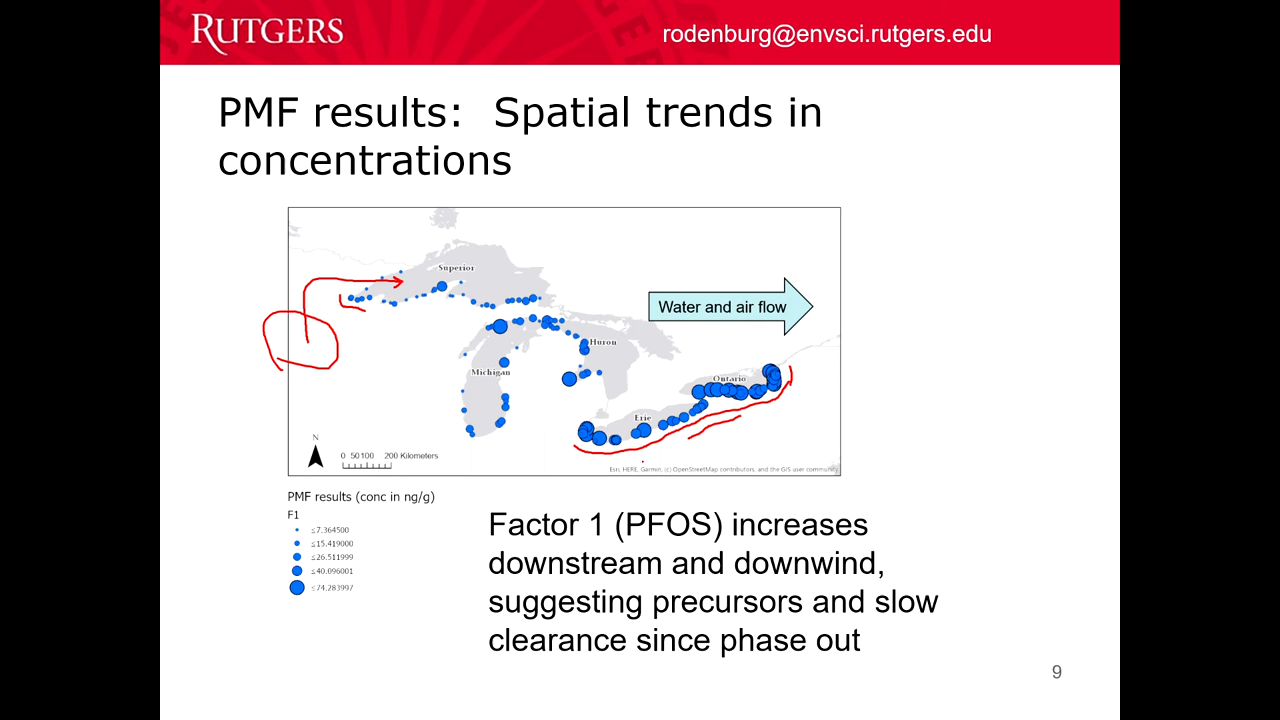 RUTGERS
rodenburg@envsci.rutgers.edu
PMF results: Spatial trends in
concentrations
Superior
Water and air flow
Huron
Michigan
Ontario
Erie
N
0 50100 200 Kilometers
Esri, HERE, Garmin, (c) OpenStreetMap contributors, and the GIS user community
PMF results (conc in ng/g)
F1
≤7.364500
≤15.419000
≤26.511999
≤40.096001
≤74.283997
Factor 1 (PFOS) increases
downstream and downwind,
suggesting precursors and slow
clearance since phase out
9